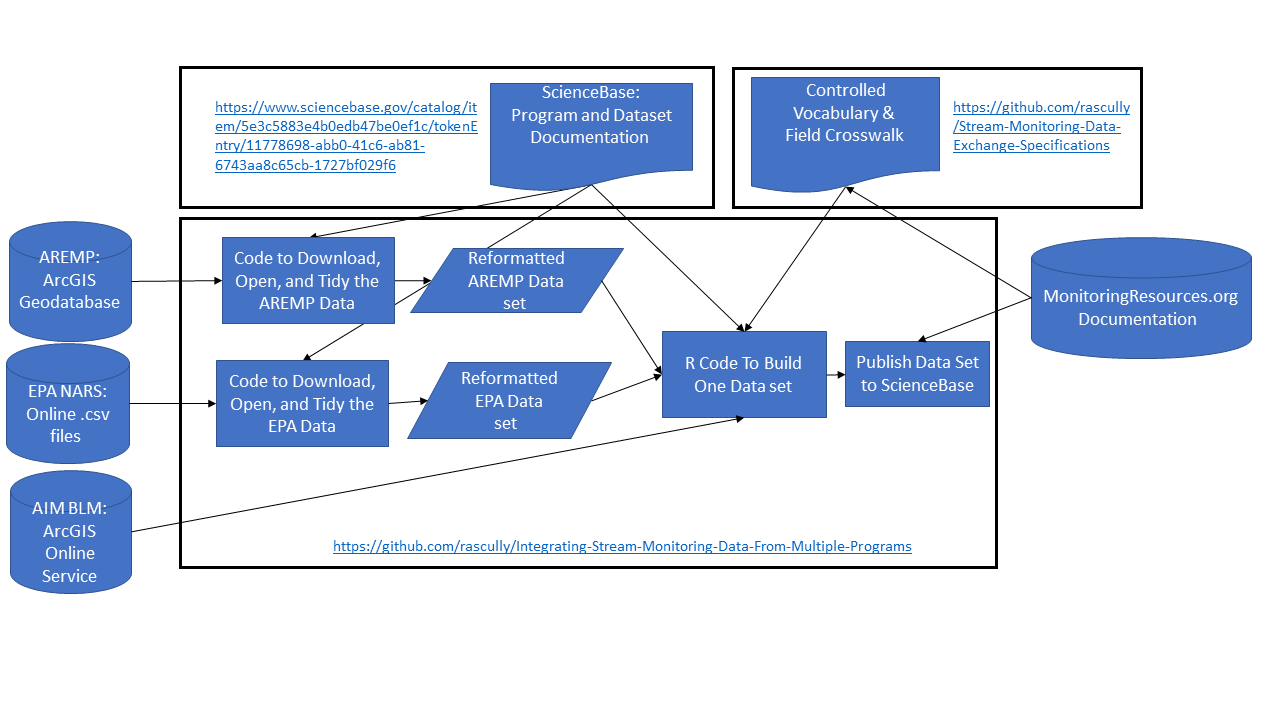 https://www.sciencebase.gov/catalog/it
em/5e3c5883e4b0edb47be0ef1c/tokenE
ntry/11778698-abb0-41c6-ab81-
6743aa8c65cb-1727bf029f6
ScienceBase:
Program and Dataset
Documentation
Controlled
Vocabulary &
Field Crosswalk
https://github.com/rascully
/Stream-Monitoring-Data-
Exchange-Specifications
AREMP:
ArcGIS
Geodatabase
Code to Download,
Open, and Tidy the
AREMP Data
Reformatted
AREMP Data
set
MonitoringResources.org
Documentation
EPA NARS:
Online .csv
files
Code to Download,
Open, and Tidy the
EPA Data
Reformatted
EPA Data
set
R Code To Build
One Data set
Publish Data Set
to ScienceBase
AIM BLM:
ArcGIS
Online
Service
https://github.com/rascully/Integrating-Stream-Monitoring-Data-From-Multiple-Programs